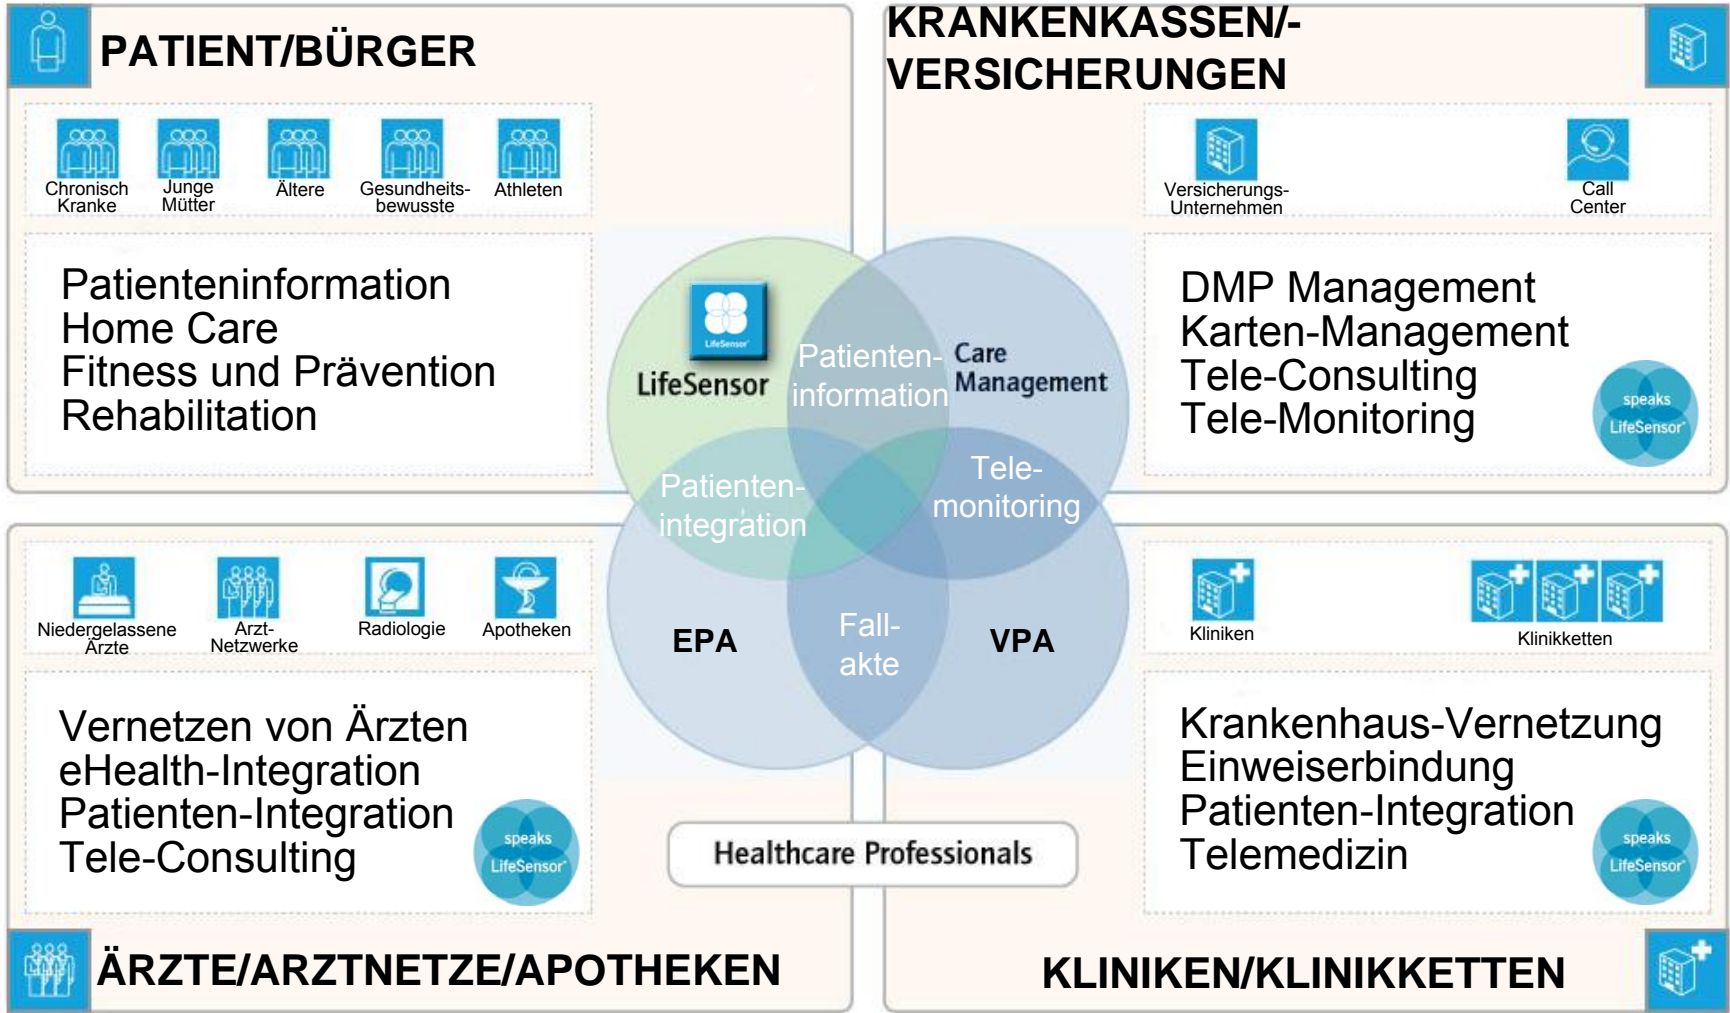 PATIENT/BÜRGER
Chronisch
Kranke
Junge
Mütter
Ältere
Gesundheits-
bewusste
Athleten
Patienteninformation
Home Care
Fitness und Prävention
Rehabilitation
KRANKENKASSEN/-
VERSICHERUNGEN
Versicherungs-
Unternehmen
Call
Center
DMP Management
Karten-Management
Tele-Consulting
Tele-Monitoring
speaks
LifeSensor®
LifeSensor®
LifeSensor
Patienten-
information
Care
Management
Patienten-
integration
Tele-
monitoring
EPA
Fall-
akte
VPA
Niedergelassene
Ärzte
Arzt-
Netzwerke
Radiologie
Apotheken
Vernetzen von Ärzten
eHealth-Integration
Patienten-Integration
Tele-Consulting
speaks
LifeSensor®
ÄRZTE/ARZTNETZE/APOTHEKEN
Healthcare Professionals
Kliniken
Klinikketten
Krankenhaus-Vernetzung
Einweiserbindung
Patienten-Integration
Telemedizin
speaks
LifeSensor®
KLINIKEN/KLINIKKETTEN